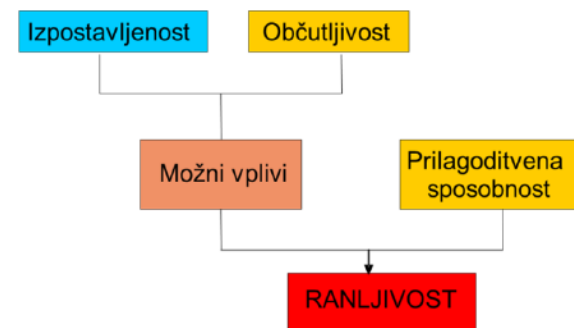 Izpostavljenost
Občutljivost
Možni vplivi
Prilagoditvena
sposobnost
RANLJIVOST